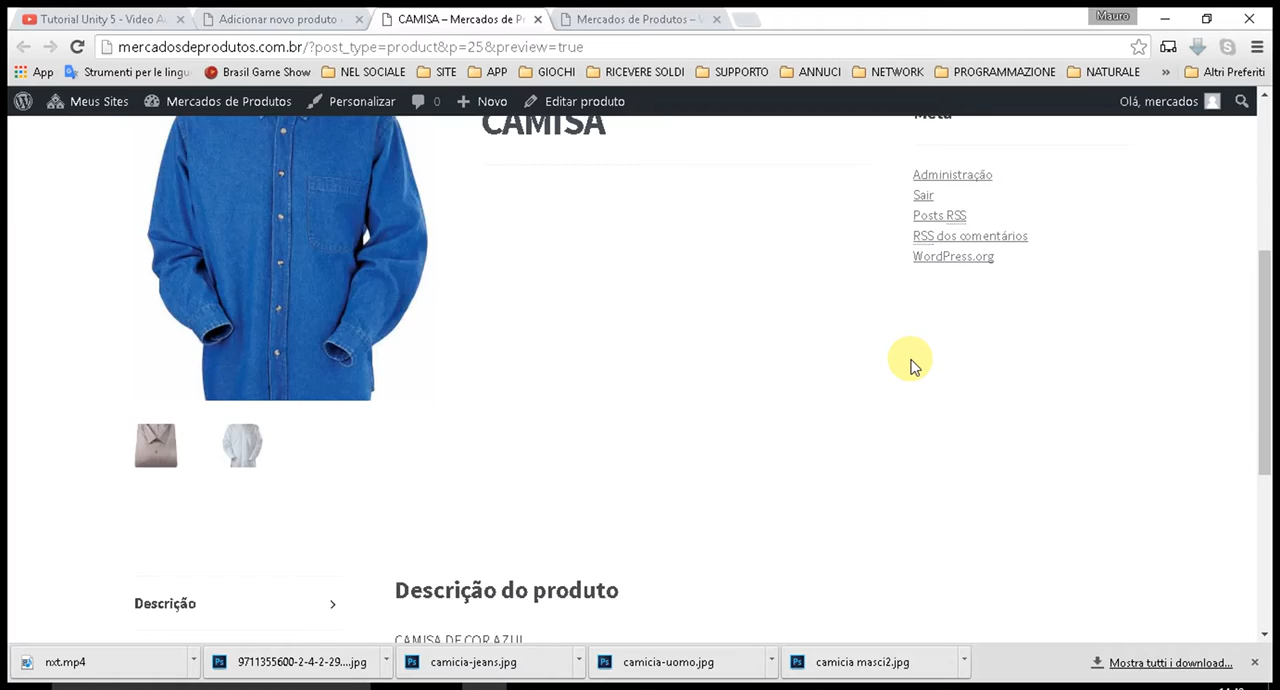 Tutorial Unity 5 - Video A
Adicionar novo produto
CAMISA – Mercados de P
Mercados de Produtos –
Mauro
mercadosdeprodutos.com.br/?post_type=product&p=25&preview=true
App
Strumenti per le lingu
Brasil Game Show
NEL SOCIALE
SITE
APP
GIOCHI
RICEVERE SOLDI
SUPPORTO
ANNUCI
NETWORK
PROGRAMMAZIONE
NATURALE
»
Altri Preferiti
Meus Sites
Mercados de Produtos
Personalizar
0
Novo
Editar produto
Olá, mercados
CAMISA
Meta
Administração
Sair
Posts RSS
RSS dos comentários
WordPress.org
Descrição
Descrição do produto
CAMISA DE COR AZUL
nxt.mp4
9711355600-2-4-2-29....jpg
camicia-jeans.jpg
camicia-uomo.jpg
camicia masci2.jpg
Mostra tutti i download...